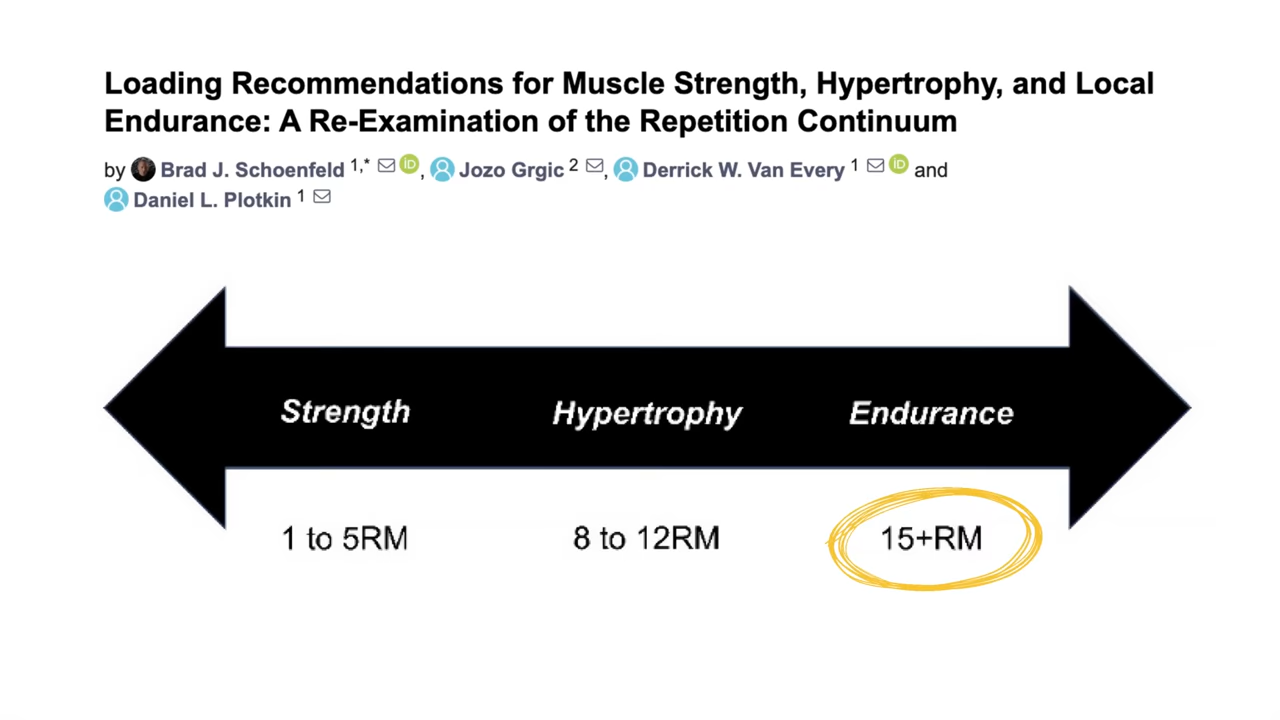 Loading Recommendations for Muscle Strength, Hypertrophy, and Local
Endurance: A Re-Examination of the Repetition Continuum
by Brad J. Schoenfeld 1,* iD, Jozo Grgic 2, Derrick W. Van Every 1 iD and
Daniel L. Plotkin 1
Strength Hypertrophy Endurance
1 to 5RM 8 to 12RM 15+RM